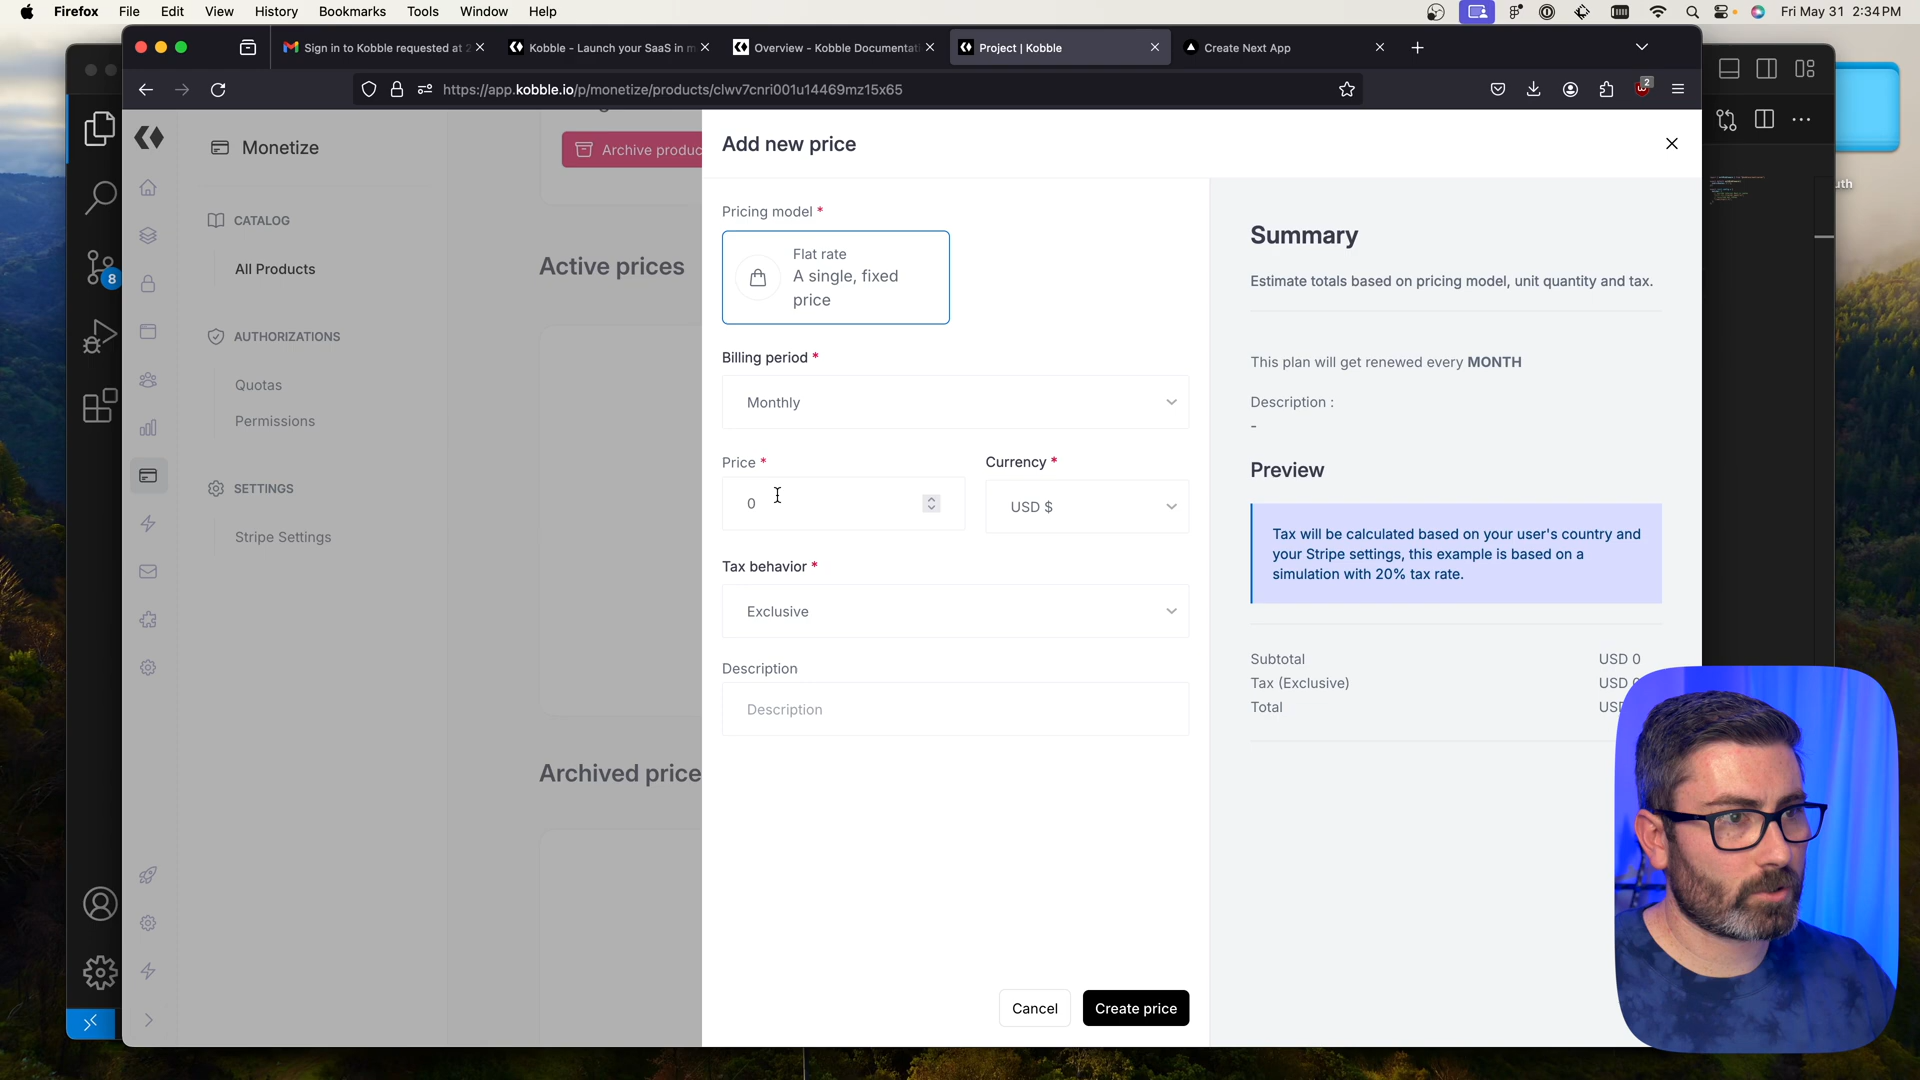 Firefox File Edit View History Bookmarks Tools Window Help Fri May 31 2:34 PM
Sign in to Kobble requested at 2
Kobble - Launch your SaaS in m
Overview - Kobble Documentati
Project | Kobble
Create Next App
https://app.kobble.io/p/monetize/products/clwv7cnri001u14469mz15x65
2
8
Monetize
CATALOG
All Products
AUTHORIZATIONS
Quotas
Permissions
SETTINGS
Stripe Settings
Archive produc
Active prices
Archived price
Add new price
Pricing model *
Flat rate
A single, fixed
price
Billing period *
Monthly
Price *
0
Currency *
USD $
Tax behavior *
Exclusive
Description
Description
Cancel
Create price
Summary
Estimate totals based on pricing model, unit quantity and tax.
This plan will get renewed every MONTH
Description :
-
Preview
Tax will be calculated based on your user's country and
your Stripe settings, this example is based on a
simulation with 20% tax rate.
Subtotal USD 0
Tax (Exclusive) USD
Total
uth